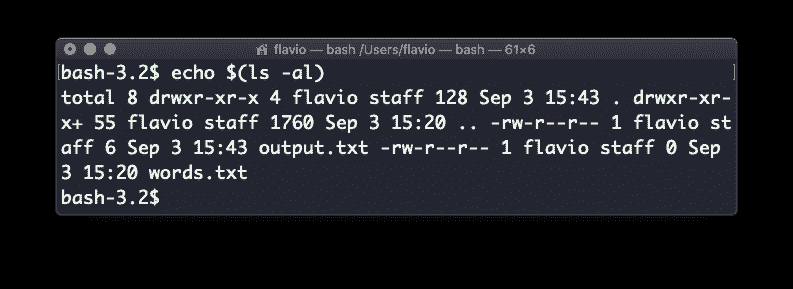 flavio — bash /Users/flavio — bash — 61×6
bash-3.2$ echo $(ls -al)
total 8 drwxr-xr-x 4 flavio staff 128 Sep 3 15:43 . drwxr-xr-
x+ 55 flavio staff 1760 Sep 3 15:20 .. -rw-r--r-- 1 flavio st
aff 6 Sep 3 15:43 output.txt -rw-r--r-- 1 flavio staff 0 Sep
3 15:20 words.txt
bash-3.2$